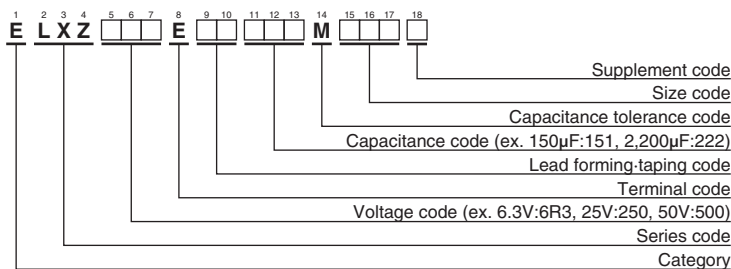 1 2 3 4 5 6 7 8 9 10 11 12 13 14 15 16 17 18
E L X Z □□□ E □□ □□□ M □□□ □
Supplement code
Size code
Capacitance tolerance code
Capacitance code (ex. 150μF:151, 2,200μF:222)
Lead forming·taping code
Terminal code
Voltage code (ex. 6.3V:6R3, 25V:250, 50V:500)
Series code
Category